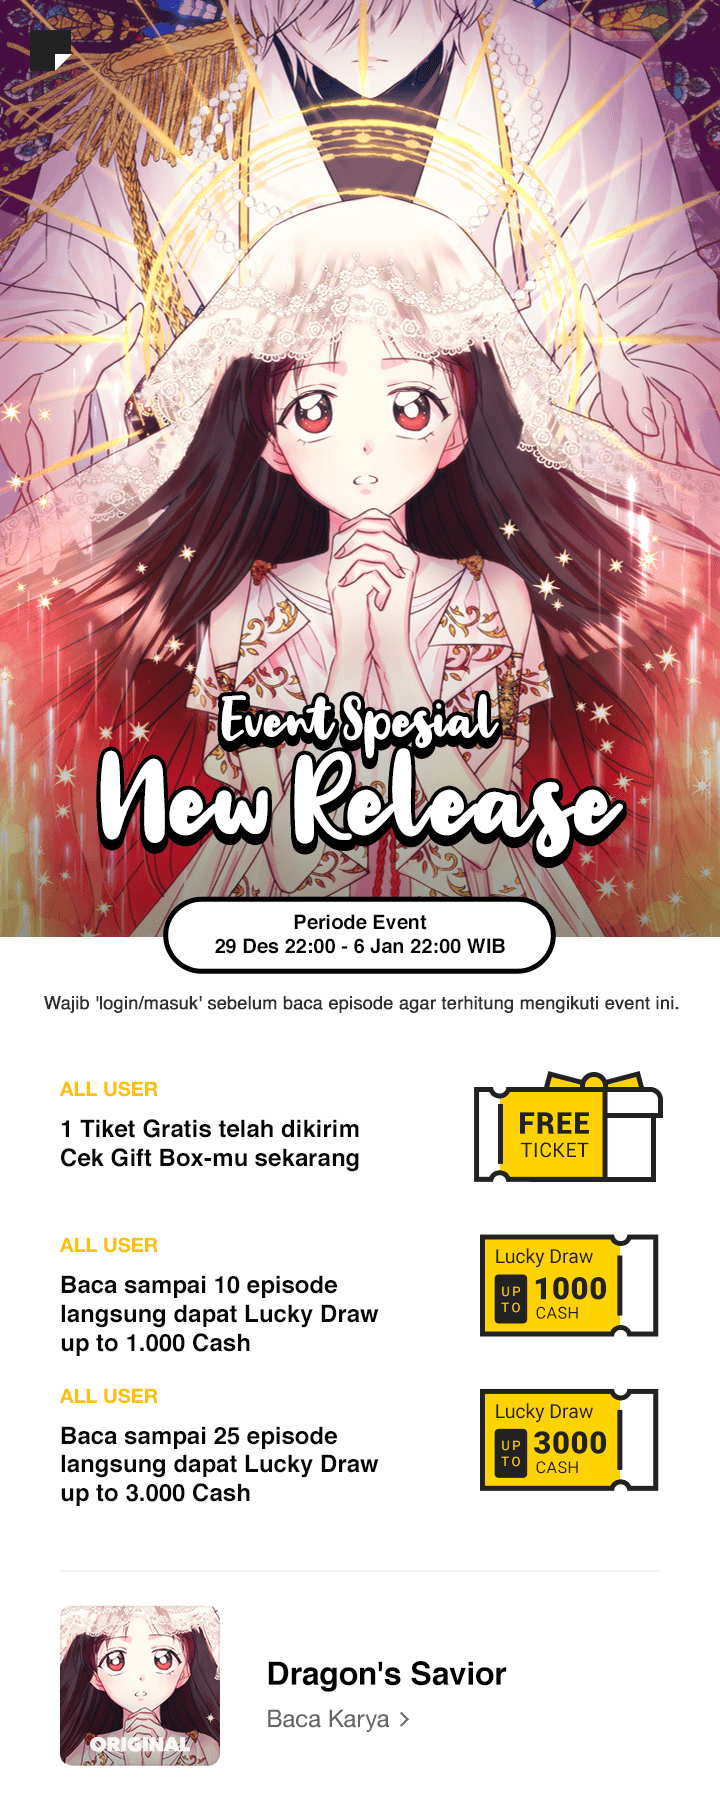 Event Spesial
New Release
Periode Event
29 Des 22:00 - 6 Jan 22:00 WIB
Wajib 'login/masuk' sebelum baca episode agar terhitung mengikuti event ini.
ALL USER
1 Tiket Gratis telah dikirim
Cek Gift Box-mu sekarang
FREE
TICKET
ALL USER
Baca sampai 10 episode
langsung dapat Lucky Draw
up to 1.000 Cash
Lucky Draw
UP TO 1000
CASH
ALL USER
Baca sampai 25 episode
langsung dapat Lucky Draw
up to 3.000 Cash
Lucky Draw
UP TO 3000
CASH
ORIGINAL
Dragon's Savior
Baca Karya >